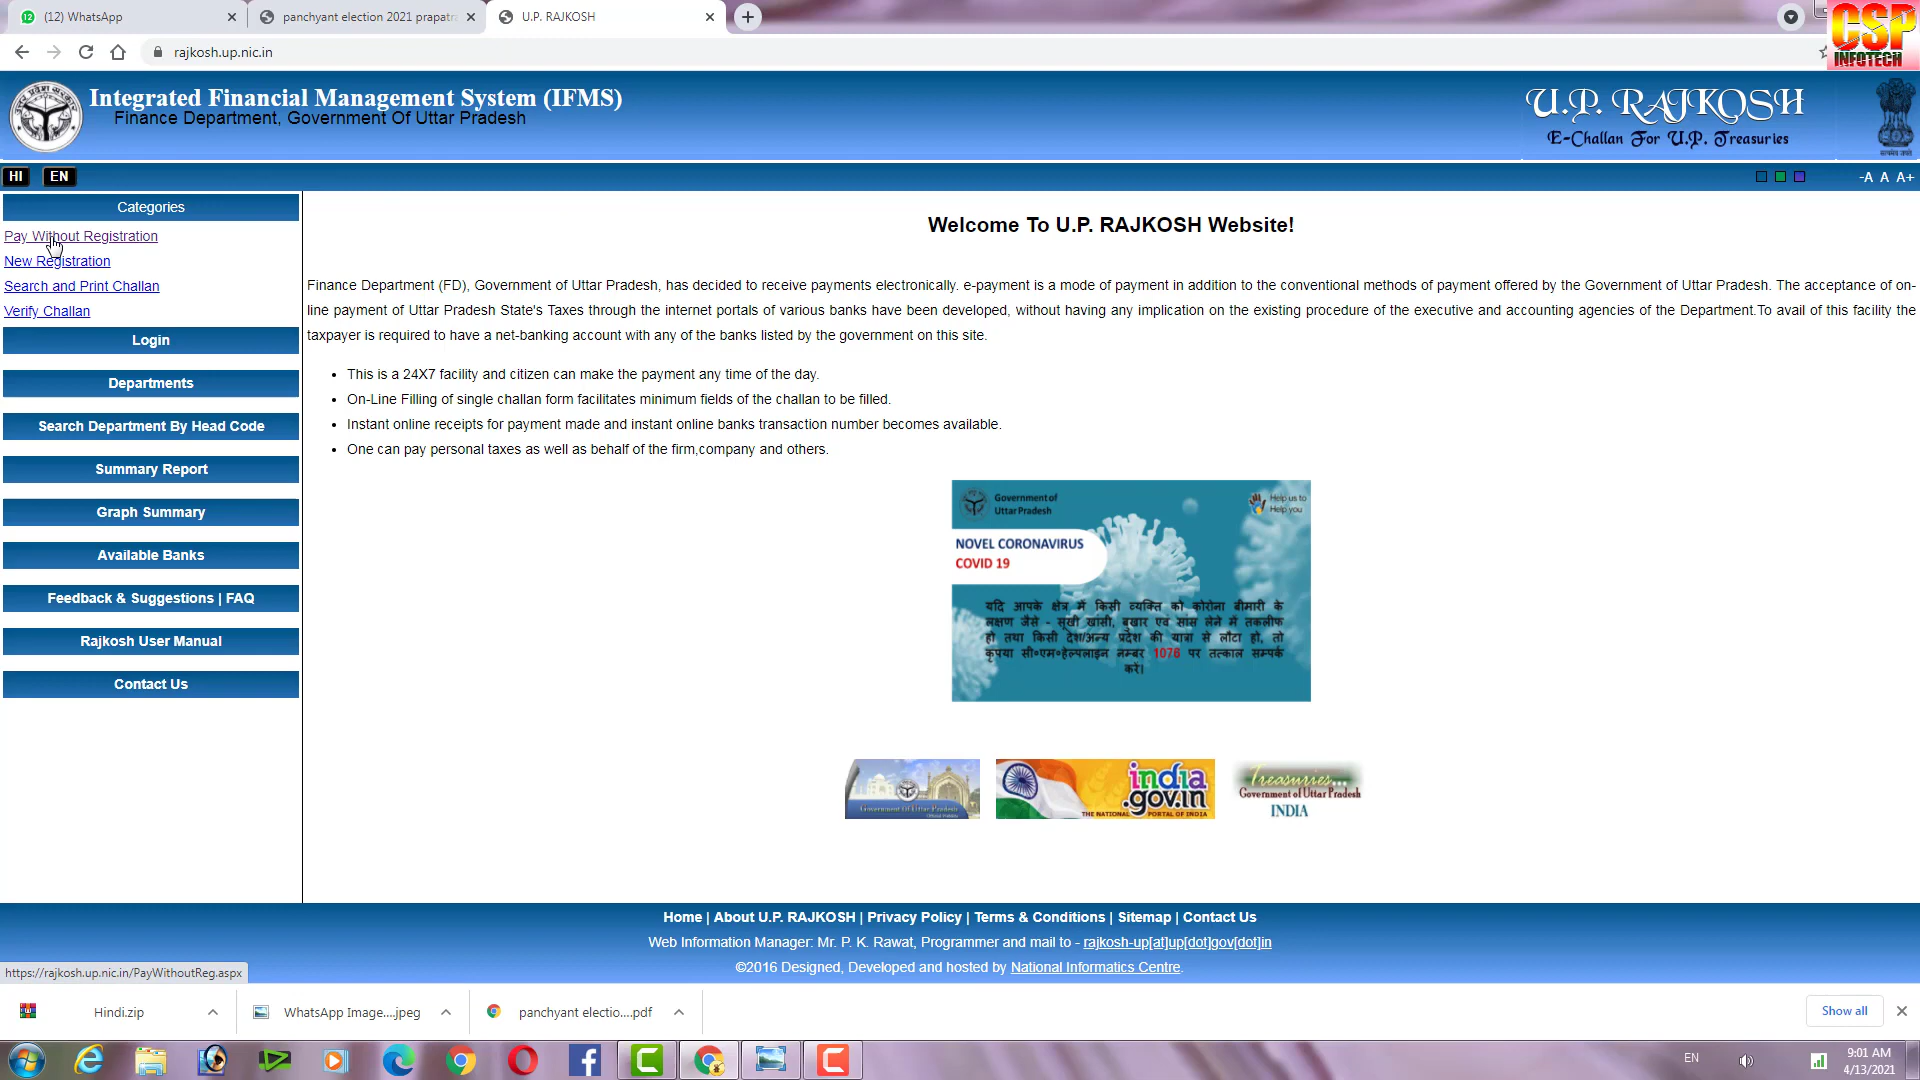 (12) WhatsApp
panchyant election 2021 prapatra
U.P. RAJKOSH
rajkosh.up.nic.in
CSP
INFOTECH
Integrated Financial Management System (IFMS)
Finance Department, Government Of Uttar Pradesh
U.P. RAJKOSH
E-Challan For U.P. Treasuries
HI
EN
-A A A+
Categories
Pay Without Registration
New Registration
Search and Print Challan
Verify Challan
Login
Departments
Search Department By Head Code
Summary Report
Graph Summary
Available Banks
Feedback & Suggestions | FAQ
Rajkosh User Manual
Contact Us
Welcome To U.P. RAJKOSH Website!
Finance Department (FD), Government of Uttar Pradesh, has decided to receive payments electronically. e-payment is a mode of payment in addition to the conventional methods of payment offered by the Government of Uttar Pradesh. The acceptance of on-
line payment of Uttar Pradesh State's Taxes through the internet portals of various banks have been developed, without having any implication on the existing procedure of the executive and accounting agencies of the Department.To avail of this facility the
taxpayer is required to have a net-banking account with any of the banks listed by the government on this site.
• This is a 24X7 facility and citizen can make the payment any time of the day.
• On-Line Filling of single challan form facilitates minimum fields of the challan to be filled.
• Instant online receipts for payment made and instant online banks transaction number becomes available.
• One can pay personal taxes as well as behalf of the firm,company and others.
Government of
Uttar Pradesh
Help us to
Help you
NOVEL CORONAVIRUS
COVID 19
यदि आपके क्षेत्र में किसी व्यक्ति को कोरोना बीमारी के
लक्षण जैसे - सूखी खांसी, बुखार एवं सांस लेने में तकलीफ
हो तथा किसी देश/अन्य प्रदेश की यात्रा से लौटा हो, तो
कृपया सी०एम०हेल्पलाइन नम्बर 1076 पर तत्काल सम्पर्क
करें।
Government Of Uttar Pradesh
india
.gov.in
THE NATIONAL PORTAL OF INDIA
Treasuries...
Government of Uttar Pradesh
INDIA
Home | About U.P. RAJKOSH | Privacy Policy | Terms & Conditions | Sitemap | Contact Us
Web Information Manager: Mr. P. K. Rawat, Programmer and mail to - rajkosh-up[at]up[dot]gov[dot]in
©2016 Designed, Developed and hosted by National Informatics Centre.
https://rajkosh.up.nic.in/PayWithoutReg.aspx
Hindi.zip
WhatsApp Image....jpeg
panchyant electio....pdf
Show all
EN
9:01 AM
4/13/2021